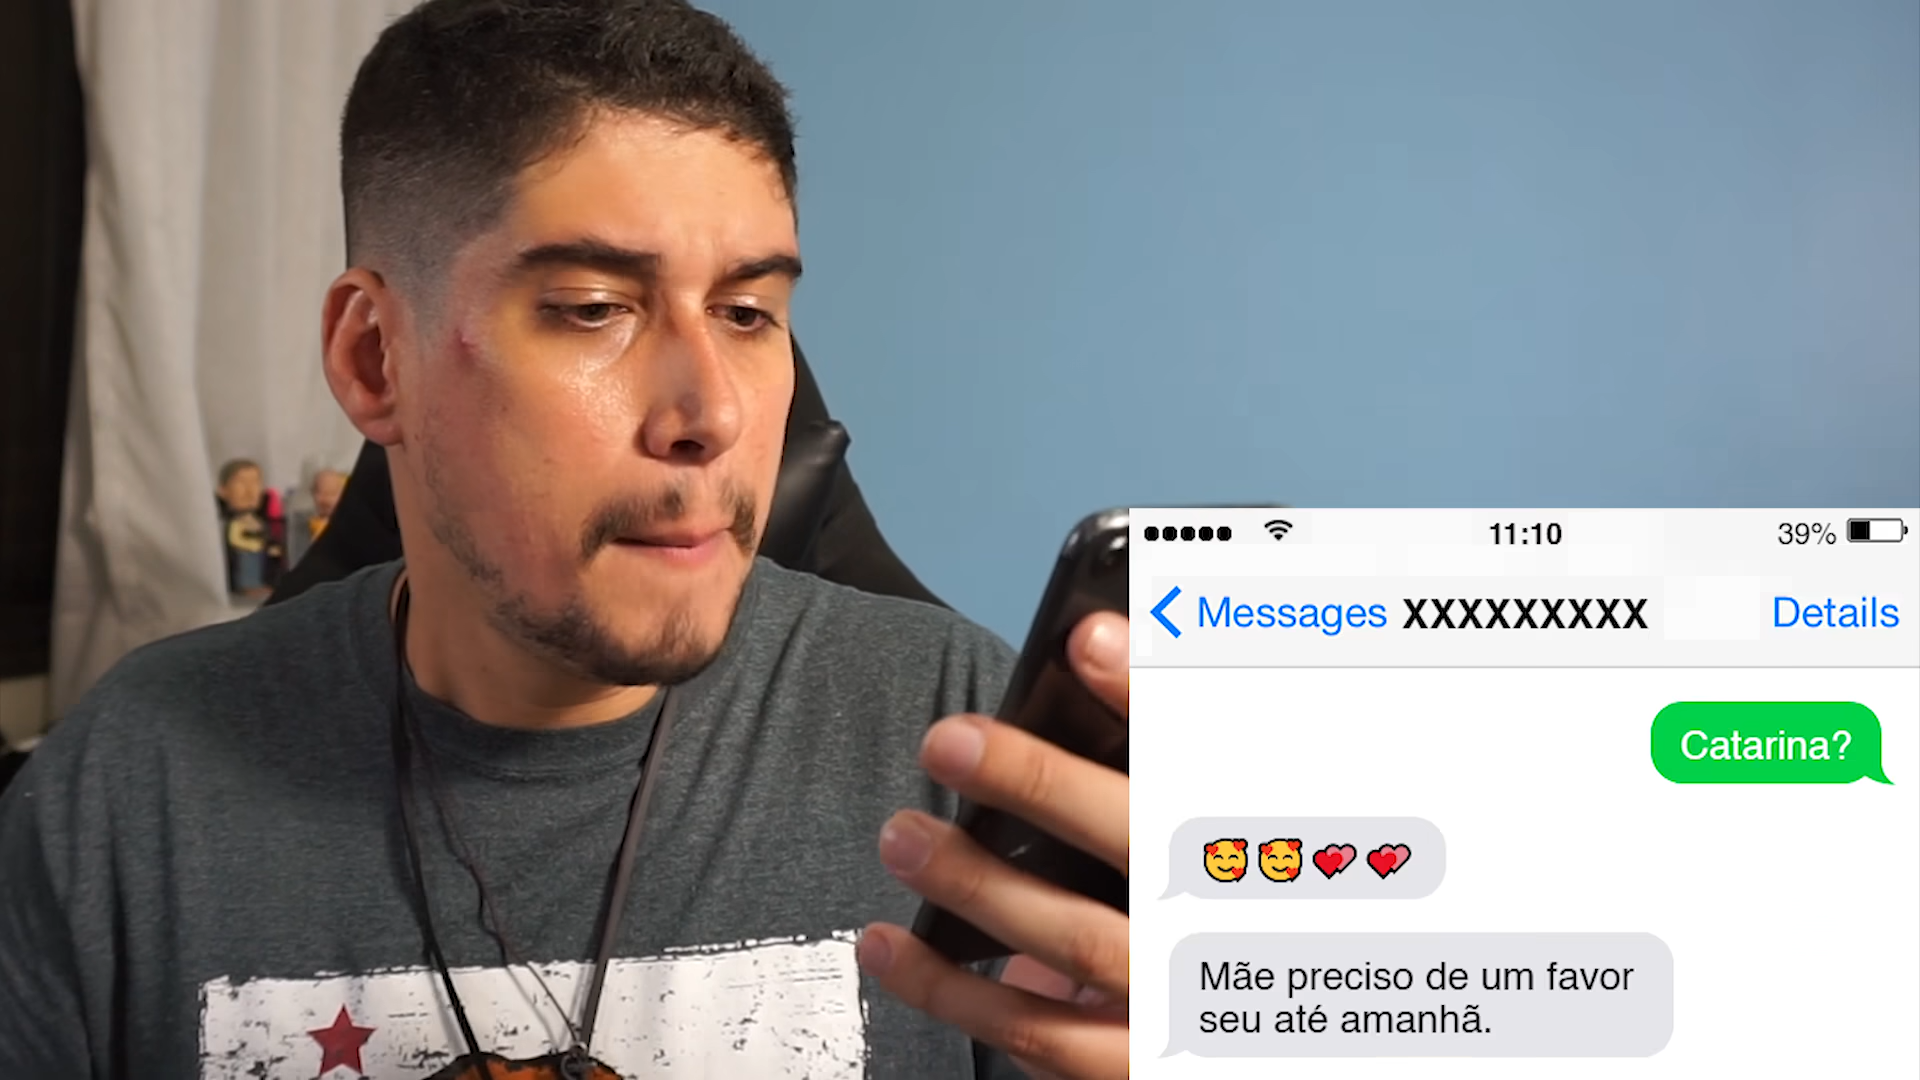 11:10
39%
Messages XXXXXXXXX Details
Catarina?
🥰🥰💕💕
Mãe preciso de um favor
seu até amanhã.